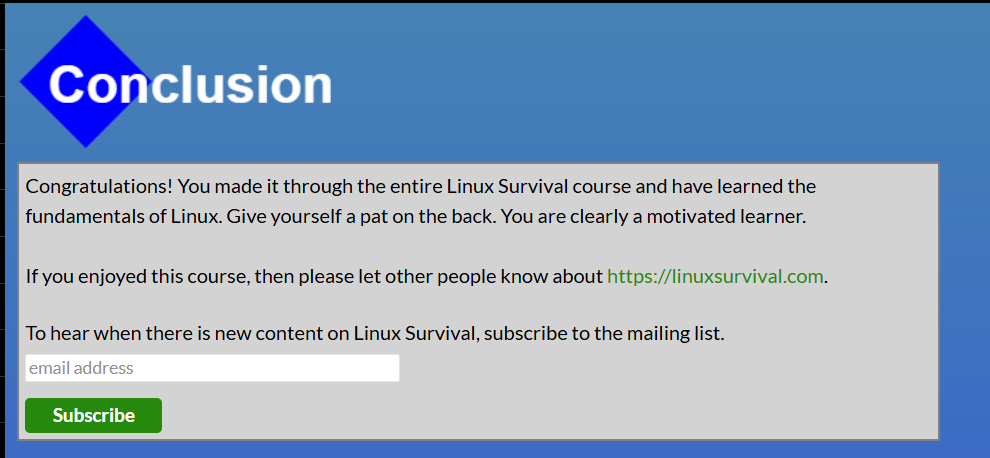 Conclusion
Congratulations! You made it through the entire Linux Survival course and have learned the
fundamentals of Linux. Give yourself a pat on the back. You are clearly a motivated learner.
If you enjoyed this course, then please let other people know about https://linuxsurvival.com.
To hear when there is new content on Linux Survival, subscribe to the mailing list.
email address
Subscribe